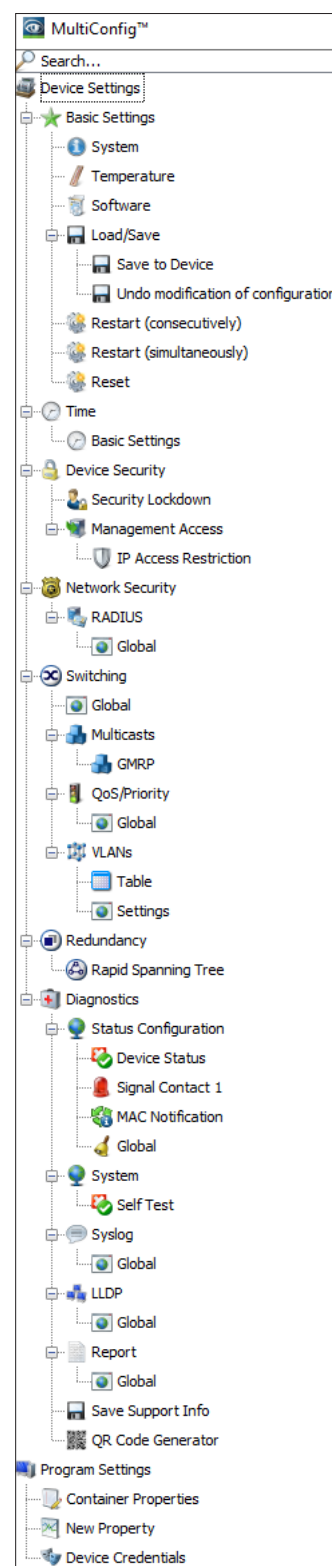 MultiConfig™
Search...
Device Settings
Basic Settings
System
Temperature
Software
Load/Save
Save to Device
Undo modification of configuration
Restart (consecutively)
Restart (simultaneously)
Reset
Time
Basic Settings
Device Security
Security Lockdown
Management Access
IP Access Restriction
Network Security
RADIUS
Global
Switching
Global
Multicasts
GMRP
QoS/Priority
Global
VLANs
Table
Settings
Redundancy
Rapid Spanning Tree
Diagnostics
Status Configuration
Device Status
Signal Contact 1
MAC Notification
Global
System
Self Test
Syslog
Global
LLDP
Global
Report
Global
Save Support Info
QR Code Generator
Program Settings
Container Properties
New Property
Device Credentials